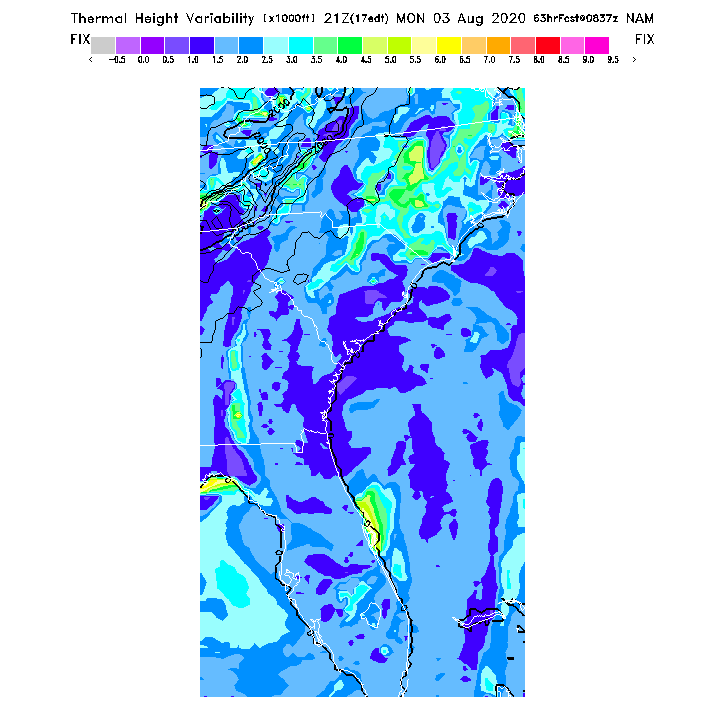 Thermal Height Variability [x1000ft] 21Z(17edt) MON 03 Aug 2020 63hrFcst@0837z NAM
FIX FIX
< -0.5 0.0 0.5 1.0 1.5 2.0 2.5 3.0 3.5 4.0 4.5 5.0 5.5 6.0 6.5 7.0 7.5 8.0 8.5 9.0 9.5 >